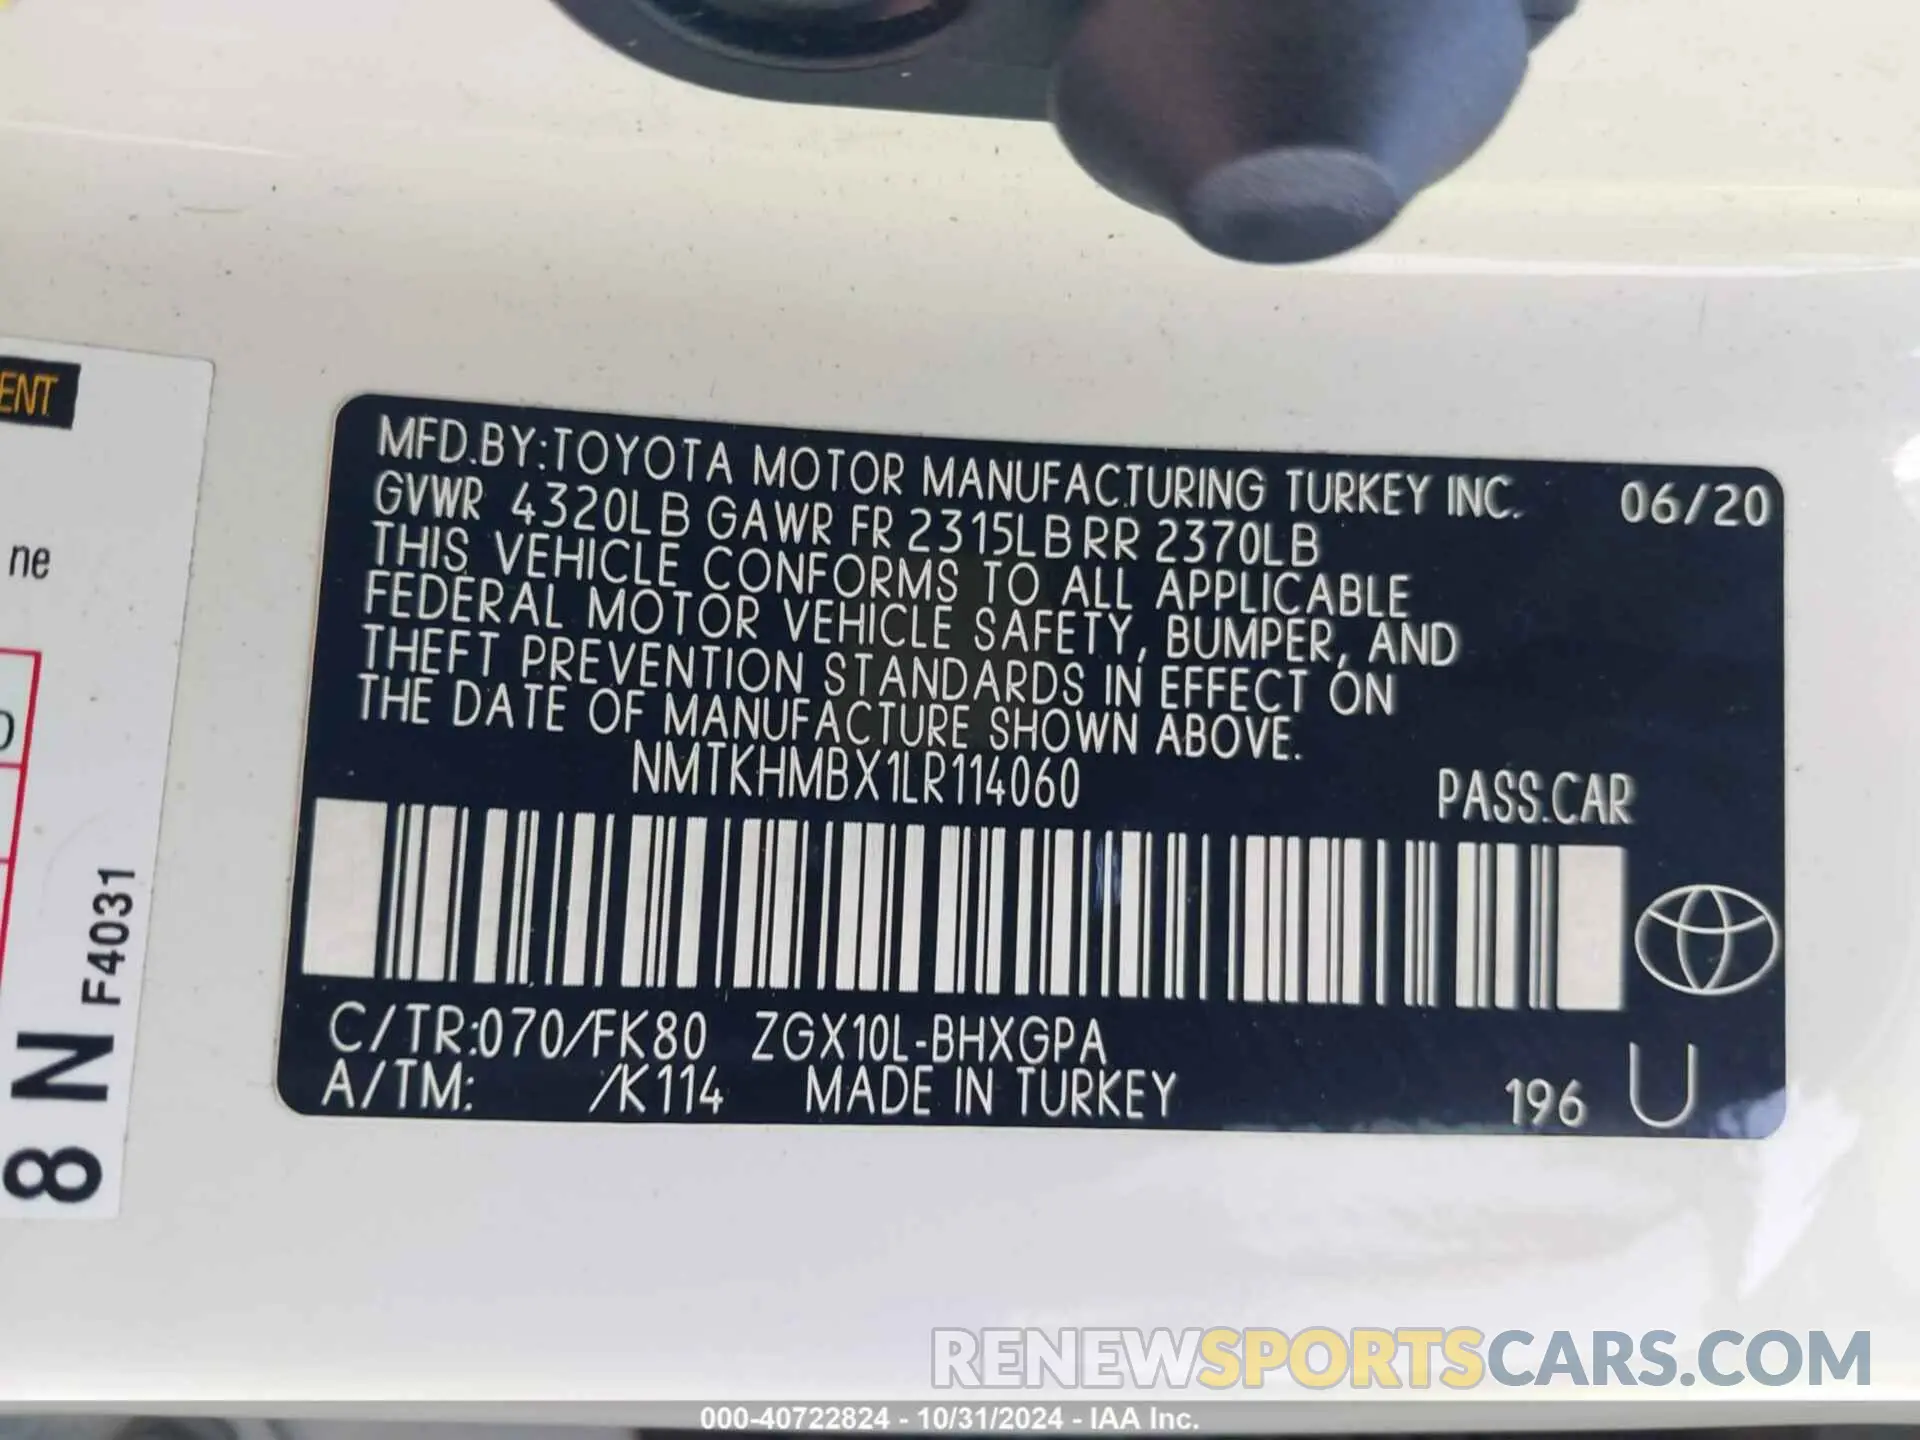 MFD.BY:TOYOTA MOTOR MANUFACTURING TURKEY INC. 06/20
GVWR 4320LB GAWR FR 2315LB RR 2370LB
THIS VEHICLE CONFORMS TO ALL APPLICABLE
FEDERAL MOTOR VEHICLE SAFETY, BUMPER, AND
THEFT PREVENTION STANDARDS IN EFFECT ON
THE DATE OF MANUFACTURE SHOWN ABOVE.
NMTKHMBX1LR114060 PASS.CAR
C/TR:070/FK80 ZGX10L-BHXGPA
A/TM: /K114 MADE IN TURKEY 196 U
ENT
ne
F4031
8 N
RENEWSPORTSCARS.COM
000-40722824 - 10/31/2024 - IAA Inc.